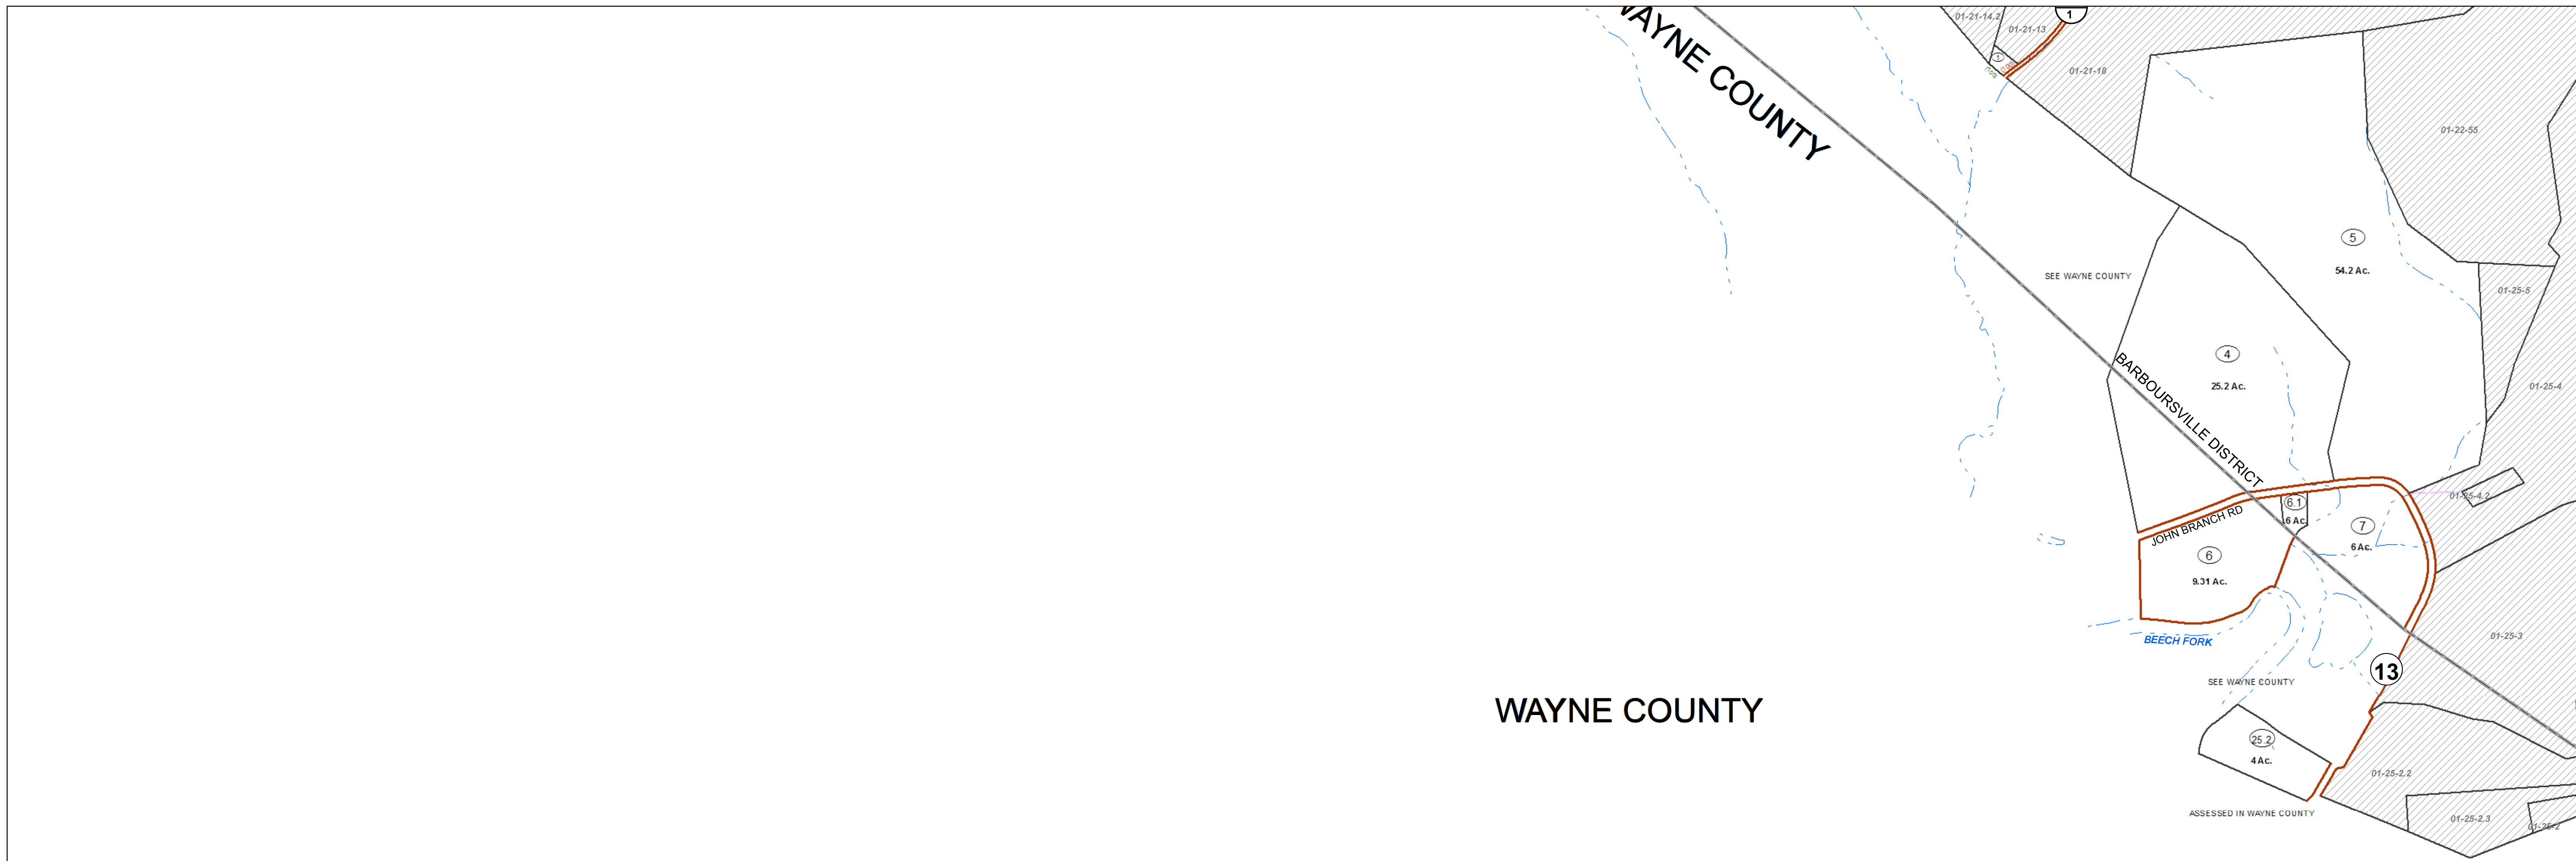 WAYNE COUNTY
01-21-14.2
1
01-21-13
1
01-21-18
01-22-55
5
54.2 Ac.
SEE WAYNE COUNTY
01-25-5
4
25.2 Ac.
01-25-4
BARBOURSVILLE DISTRICT
01-25-4.2
6.1
.6 Ac.
JOHN BRANCH RD
7
6 Ac.
6
9.31 Ac.
BEECH FORK
01-25-3
13
SEE WAYNE COUNTY
WAYNE COUNTY
25.2
4 Ac.
01-25-2.2
ASSESSED IN WAYNE COUNTY
01-25-2.3
01-25-2